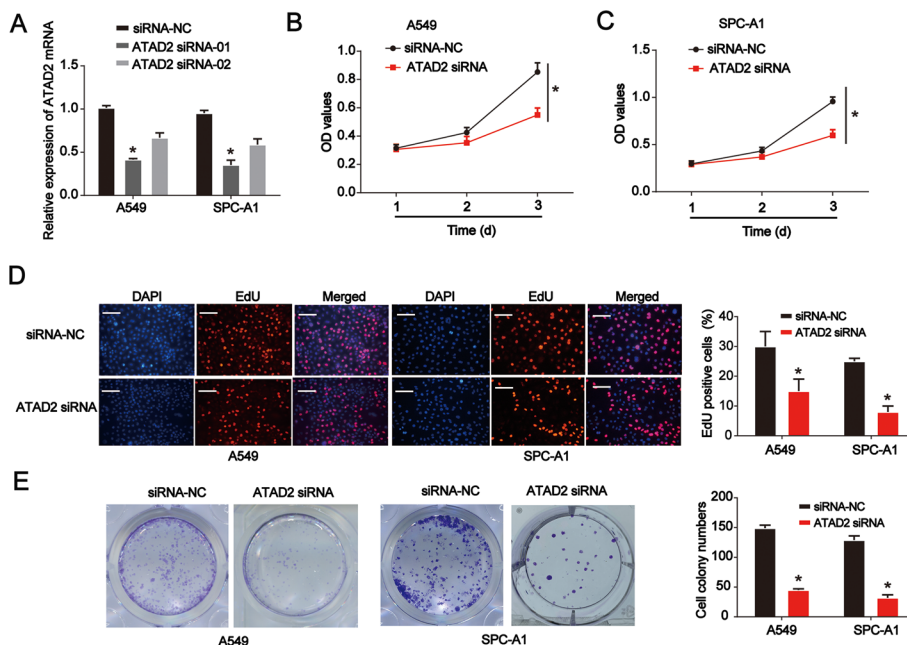 A
siRNA-NC
ATAD2 siRNA-01
ATAD2 siRNA-02
Relative expression of ATAD2 mRNA
1.5
1.0
0.5
0.0
*
*
A549
SPC-A1
B
A549
siRNA-NC
ATAD2 siRNA
OD values
1.0
0.8
0.6
0.4
0.2
0.0
*
1 2 3
Time (d)
C
SPC-A1
siRNA-NC
ATAD2 siRNA
OD values
1.5
1.0
0.5
0.0
*
1 2 3
Time (d)
D
DAPI EdU Merged DAPI EdU Merged
siRNA-NC
ATAD2 siRNA
A549 SPC-A1
siRNA-NC
ATAD2 siRNA
EdU positive cells (%)
40
30
20
10
0
*
*
A549 SPC-A1
E
siRNA-NC ATAD2 siRNA siRNA-NC ATAD2 siRNA
A549 SPC-A1
siRNA-NC
ATAD2 siRNA
Cell colony numbers
200
150
100
50
0
*
*
A549 SPC-A1